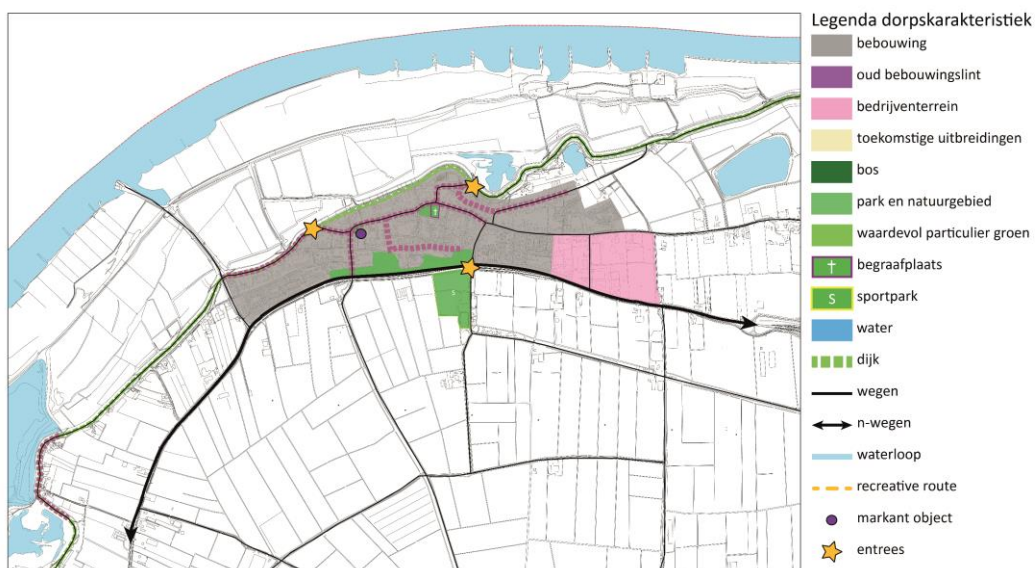 Legenda dorpskarakteristiek
bebouwing
oud bebouwingslint
bedrijventerrein
toekomstige uitbreidingen
bos
park en natuurgebied
waardevol particulier groen
begraafplaats
S sportpark
water
dijk
wegen
n-wegen
waterloop
recreative route
markant object
entrees
S